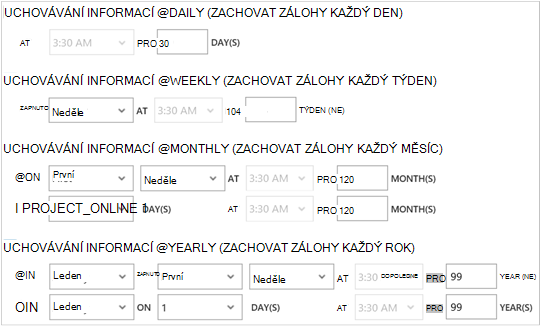 UCHOVÁVÁNÍ INFORMACÍ @DAILY (ZACHOVAT ZÁLOHY KAŽDÝ DEN)
AT 3:30 AM PRO 30 DAY(S)
UCHOVÁVÁNÍ INFORMACÍ @WEEKLY (ZACHOVAT ZÁLOHY KAŽDÝ TÝDEN)
ZAPNUTO Neděle AT 3:30 AM 104 TÝDEN (NE)
UCHOVÁVÁNÍ INFORMACÍ @MONTHLY (ZACHOVAT ZÁLOHY KAŽDÝ MĚSÍC)
@ON První Neděle AT 3:30 AM PRO 120 MONTH(S)
I PROJECT_ONLINE 1 DAY(S) AT 3:30 AM PRO 120 MONTH(S)
UCHOVÁVÁNÍ INFORMACÍ @YEARLY (ZACHOVAT ZÁLOHY KAŽDÝ ROK)
@IN Leden ZAPNUTO První Neděle AT 3:30 DOPOLEDNE PRO 99 YEAR (NE)
OIN Leden ON 1 DAY(S) AT 3:30 AM PRO 99 YEAR(S)